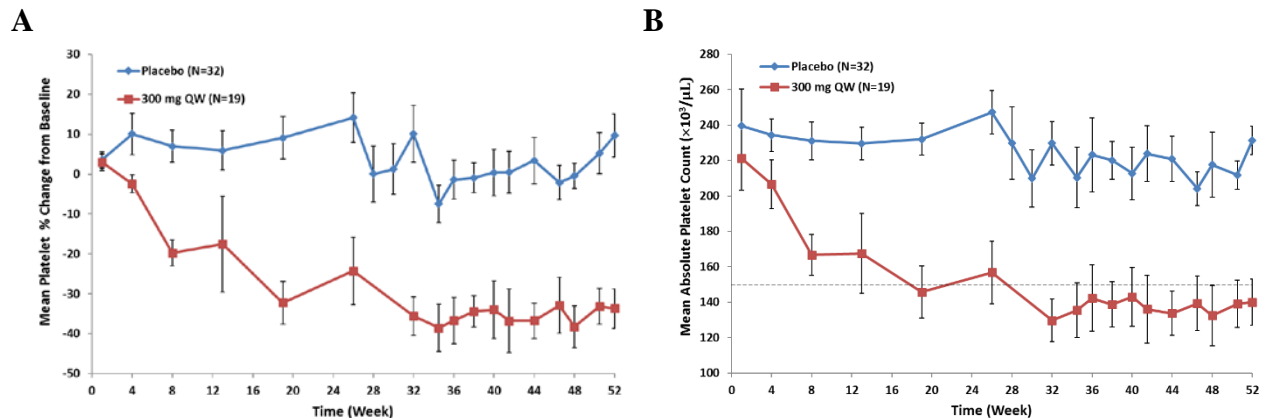 A
30
20
10
0
-10
-20
-30
-40
-50
Mean Platelet % Change from Baseline
Placebo (N=32)
300 mg QW (N=19)
0 4 8 12 16 20 24 28 32 36 40 44 48 52
Time (Week)
B
280
260
240
220
200
180
160
140
120
100
Mean Absolute Platelet Count (×10³/µL)
Placebo (N=32)
300 mg QW (N=19)
0 4 8 12 16 20 24 28 32 36 40 44 48 52
Time (Week)